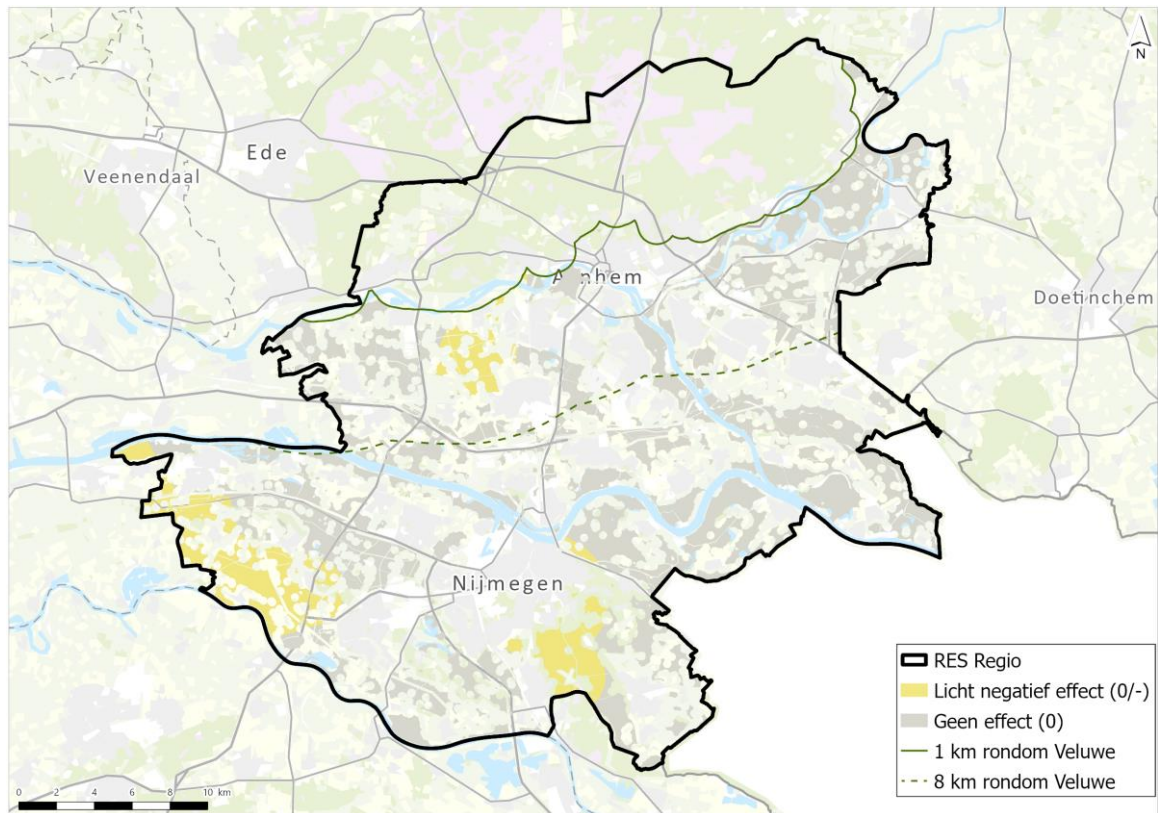 N
Ede
Veenendaal
Arnhem
Doetinchem
Nijmegen
RES Regio
Licht negatief effect (0/-)
Geen effect (0)
1 km rondom Veluwe
8 km rondom Veluwe
0 2 4 6 8 10 km